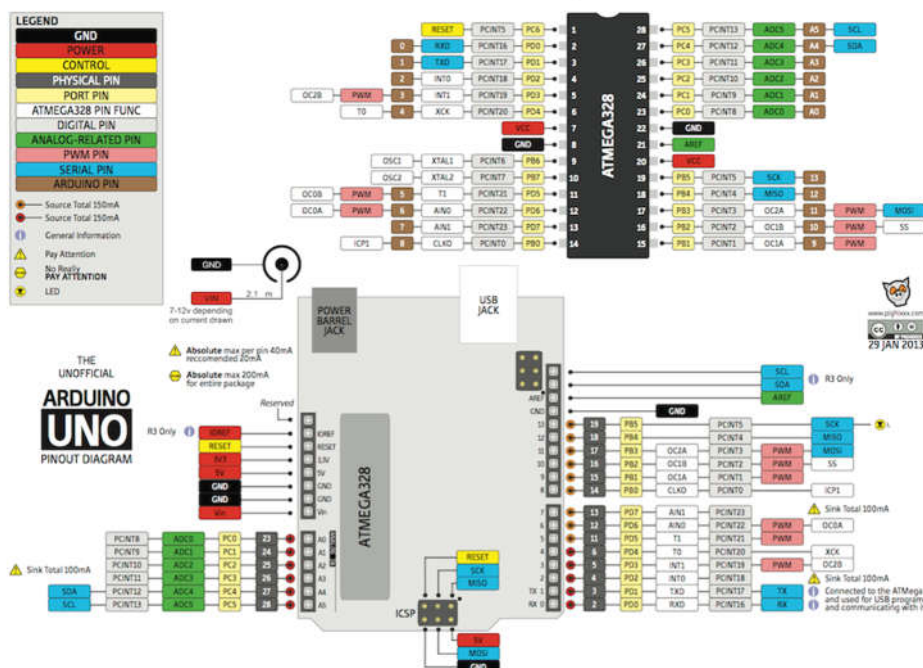 LEGEND
GND
POWER
CONTROL
PHYSICAL PIN
PORT PIN
ATMEGA328 PIN FUNC
DIGITAL PIN
ANALOG-RELATED PIN
PWM PIN
SERIAL PIN
ARDUINO PIN
Source Total 150mA
Source Total 150mA
General Information
Pay Attention
No Really
PAY ATTENTION
LED
RESET PCINT5 PC6 1
0 RXD PCINT16 PD0 2
1 TXD PCINT17 PD1 3
2 INT0 PCINT18 PD2 4
OC2B PWM 3 INT1 PCINT19 PD3 5
T0 4 XCK PCINT20 PD4 6
VCC 7
GND 8
OSC1 XTAL1 PCINT6 PB6 9
OSC2 XTAL2 PCINT7 PB7 10
OC0B PWM 5 T1 PCINT21 PD5 11
OC0A PWM 6 AIN0 PCINT22 PD6 12
7 AIN1 PCINT23 PD7 13
ICP1 8 CLKO PCINT0 PB0 14
ATMEGA328
28 PC5 PCINT13 ADC5 A5 SCL
27 PC4 PCINT12 ADC4 A4 SDA
26 PC3 PCINT11 ADC3 A3
25 PC2 PCINT10 ADC2 A2
24 PC1 PCINT9 ADC1 A1
23 PC0 PCINT8 ADC0 A0
22 GND
21 AREF
20 VCC
19 PB5 PCINT5 SCK 13
18 PB4 PCINT4 MISO 12
17 PB3 PCINT3 OC2A 11 PWM MOSI
16 PB2 PCINT2 OC1B 10 PWM SS
15 PB1 PCINT1 OC1A 9 PWM
GND
VIN
2.1 m
7-12v depending
on current drawn
POWER
BARREL
JACK
USB
JACK
www.pighixxx.com
29 JAN 2013
Absolute max per pin 40mA
reccomended 20mA
Absolute max 200mA
for entire package
THE
UNOFFICIAL
ARDUINO
UNO
PINOUT DIAGRAM
Reserved
R3 Only IOREF IOREF
RESET RESET
3V3 3.3V
5V 5V
GND GND
GND GND
Vin Vin
PCINT8 ADC0 PC0 23 A0
PCINT9 ADC1 PC1 24 A1
PCINT10 ADC2 PC2 25 A2
PCINT11 ADC3 PC3 26 A3
SDA PCINT12 ADC4 PC4 27 A4
SCL PCINT13 ADC5 PC5 28 A5
Sink Total 100mA
ATMEGA328
SCL
SDA R3 Only
AREF AREF
GND GND
13 19 PB5 PCINT5 SCK L
12 18 PB4 PCINT4 MISO
11 17 PB3 OC2A PCINT3 PWM MOSI
10 16 PB2 OC1B PCINT2 PWM SS
9 15 PB1 OC1A PCINT1 PWM
8 14 PB0 CLKO PCINT0 ICP1
Sink Total 100mA
7 13 PD7 AIN1 PCINT23
6 12 PD6 AIN0 PCINT22 PWM OC0A
5 11 PD5 T1 PCINT21 PWM
4 6 PD4 T0 PCINT20 XCK
3 5 PD3 INT1 PCINT19 PWM OC2B
2 4 PD2 INT0 PCINT18
TX 1 3 PD1 TXD PCINT17 TX
RX 0 2 PD0 RXD PCINT16 RX
Sink Total 100mA
Connected to the ATMega
and used for USB program
and communicating with i
RESET
SCK
MISO
ICSP
5V
MOSI
GND